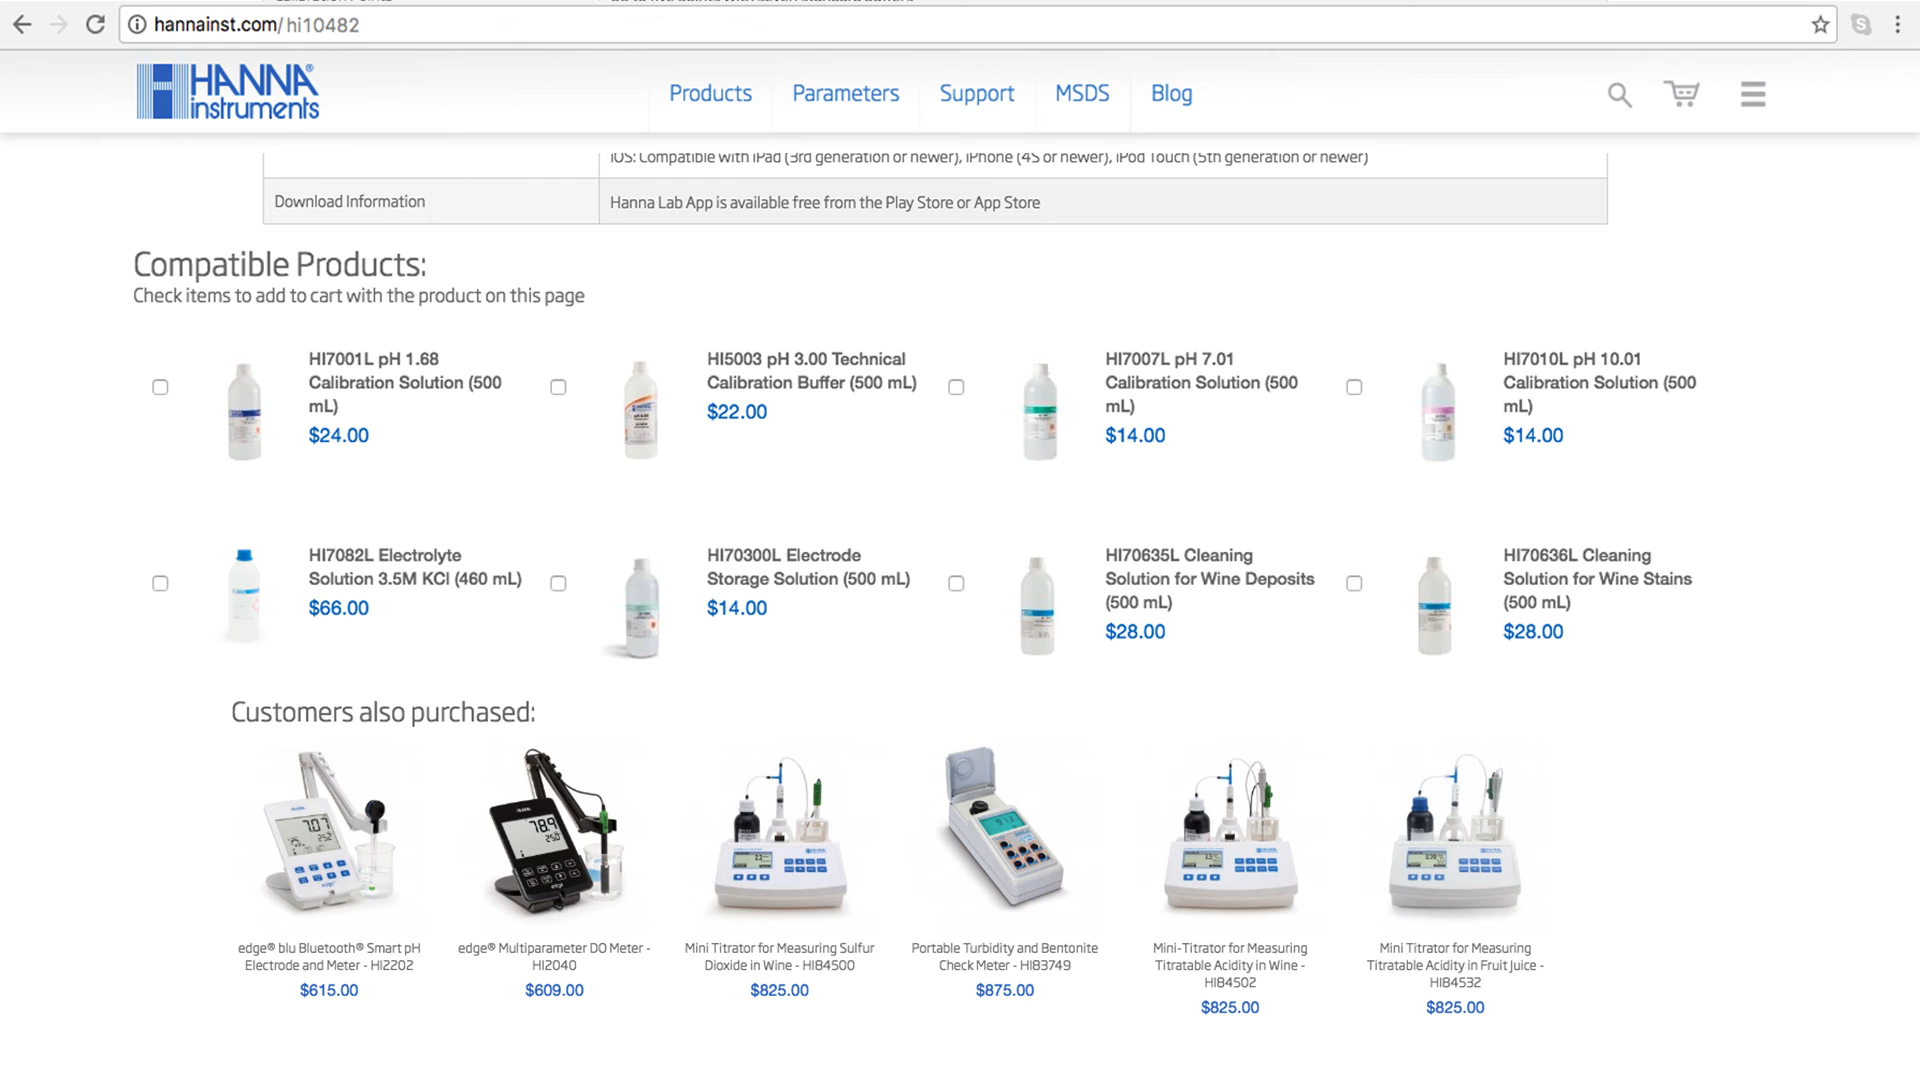 hannainst.com/hi10482
HANNA®
instruments
Products
Parameters
Support
MSDS
Blog
iOS: Compatible with iPad (3rd generation or newer), iPhone (4S or newer), iPod Touch (5th generation or newer)
Download Information
Hanna Lab App is available free from the Play Store or App Store
Compatible Products:
Check items to add to cart with the product on this page
HI7001L pH 1.68
Calibration Solution (500
mL)
$24.00
HI5003 pH 3.00 Technical
Calibration Buffer (500 mL)
$22.00
HI7007L pH 7.01
Calibration Solution (500
mL)
$14.00
HI7010L pH 10.01
Calibration Solution (500
mL)
$14.00
HI7082L Electrolyte
Solution 3.5M KCl (460 mL)
$66.00
HI70300L Electrode
Storage Solution (500 mL)
$14.00
HI70635L Cleaning
Solution for Wine Deposits
(500 mL)
$28.00
HI70636L Cleaning
Solution for Wine Stains
(500 mL)
$28.00
Customers also purchased:
7.07
78.9
edge® blu Bluetooth® Smart pH
Electrode and Meter - HI2202
$615.00
edge® Multiparameter DO Meter -
HI2040
$609.00
Mini Titrator for Measuring Sulfur
Dioxide in Wine - HI84500
$825.00
Portable Turbidity and Bentonite
Check Meter - HI83749
$875.00
Mini-Titrator for Measuring
Titratable Acidity in Wine -
HI84502
$825.00
Mini Titrator for Measuring
Titratable Acidity in Fruit Juice -
HI84532
$825.00